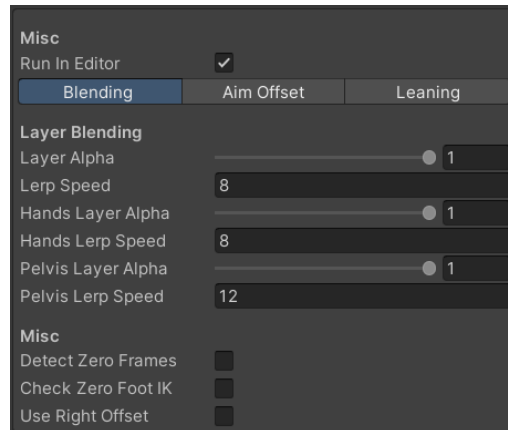 Misc
Run In Editor
Blending Aim Offset Leaning
Layer Blending
Layer Alpha 1
Lerp Speed 8
Hands Layer Alpha 1
Hands Lerp Speed 8
Pelvis Layer Alpha 1
Pelvis Lerp Speed 12
Misc
Detect Zero Frames
Check Zero Foot IK
Use Right Offset